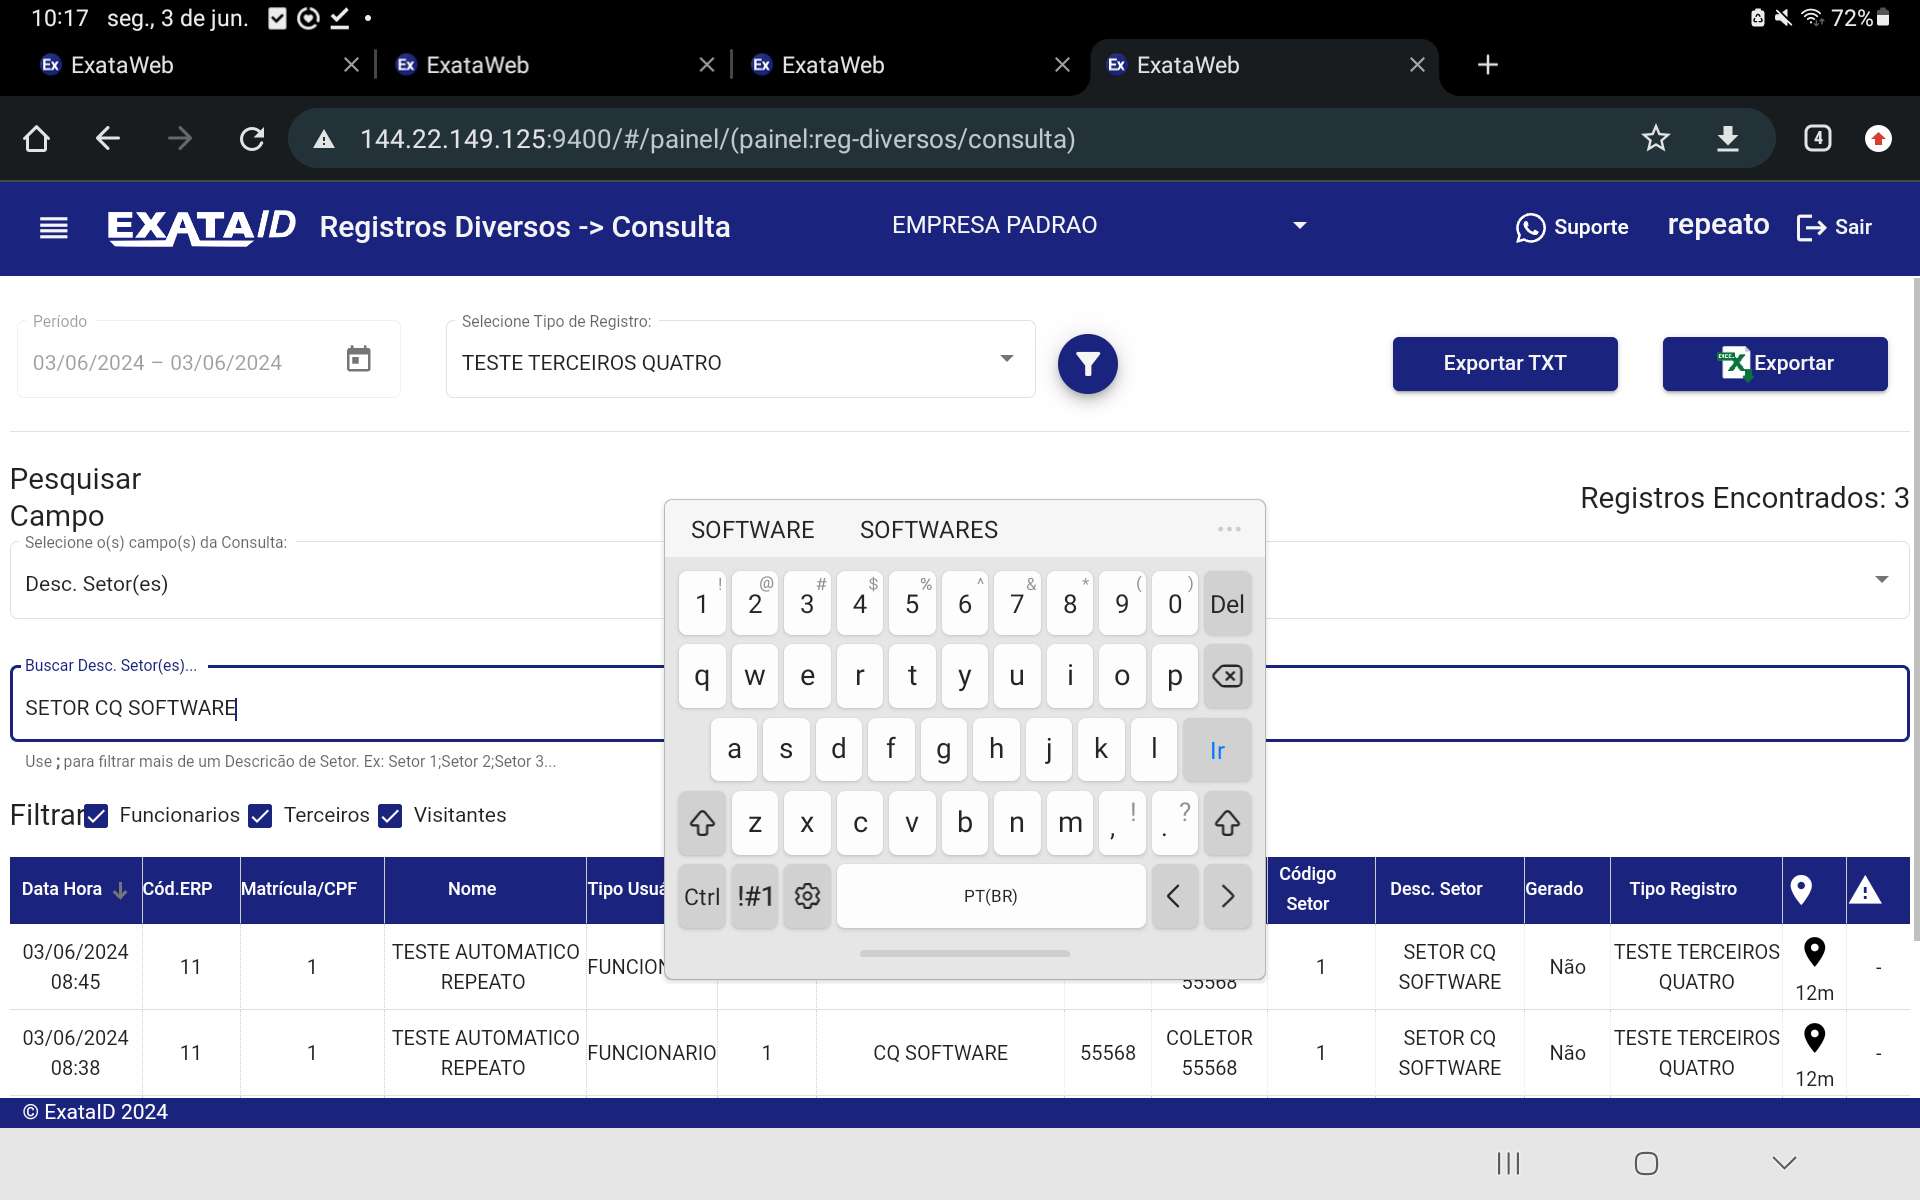 10:17 seg., 3 de jun. 72%
Ex ExataWeb Ex ExataWeb Ex ExataWeb Ex ExataWeb
144.22.149.125:9400/#/painel/(painel:reg-diversos/consulta) 4
EXATA/D Registros Diversos -> Consulta EMPRESA PADRAO Suporte repeato Sair
Período
03/06/2024 – 03/06/2024
Selecione Tipo de Registro:
TESTE TERCEIROS QUATRO
Exportar TXT
Exportar
Pesquisar
Campo
Registros Encontrados: 3
Selecione o(s) campo(s) da Consulta:
Desc. Setor(es)
Buscar Desc. Setor(es)...
SETOR CQ SOFTWARE
Use ; para filtrar mais de um Descricão de Setor. Ex: Setor 1;Setor 2;Setor 3...
Filtrar Funcionarios Terceiros Visitantes
SOFTWARE SOFTWARES ...
! @ # $ % ^ & * ( )
1 2 3 4 5 6 7 8 9 0 Del
q w e r t y u i o p
a s d f g h j k l Ir
z x c v b n m , ! . ?
Ctrl !#1 PT(BR) < >
Data Hora Cód.ERP Matrícula/CPF Nome Tipo Usuá Código Setor Desc. Setor Gerado Tipo Registro
03/06/2024 08:45 11 1 TESTE AUTOMATICO REPEATO FUNCION 55568 1 SETOR CQ SOFTWARE Não TESTE TERCEIROS QUATRO 12m -
03/06/2024 08:38 11 1 TESTE AUTOMATICO REPEATO FUNCIONARIO 1 CQ SOFTWARE 55568 COLETOR 55568 1 SETOR CQ SOFTWARE Não TESTE TERCEIROS QUATRO 12m -
© ExataID 2024